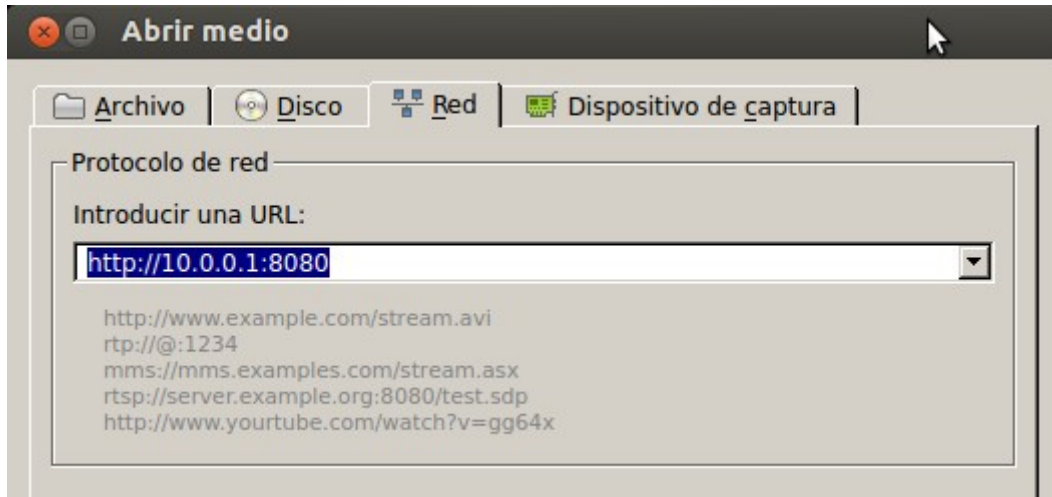 Abrir medio
Archivo Disco Red Dispositivo de captura
Protocolo de red
Introducir una URL:
http://10.0.0.1:8080
http://www.example.com/stream.avi
rtp://@:1234
mms://mms.examples.com/stream.asx
rtsp://server.example.org:8080/test.sdp
http://www.yourtube.com/watch?v=gg64x